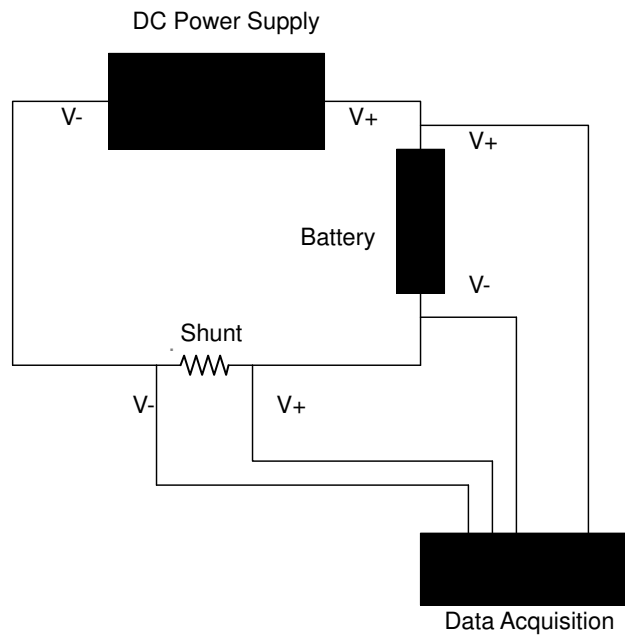 DC Power Supply
V-
V+
V+
Battery
V-
Shunt
V-
V+
Data Acquisition